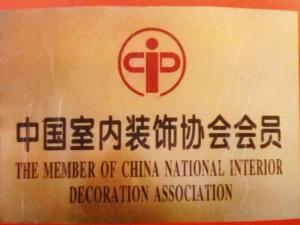 中国室内装饰协会会员
THE MEMBER OF CHINA NATIONAL INTERIOR
DECORATION ASSOCIATION